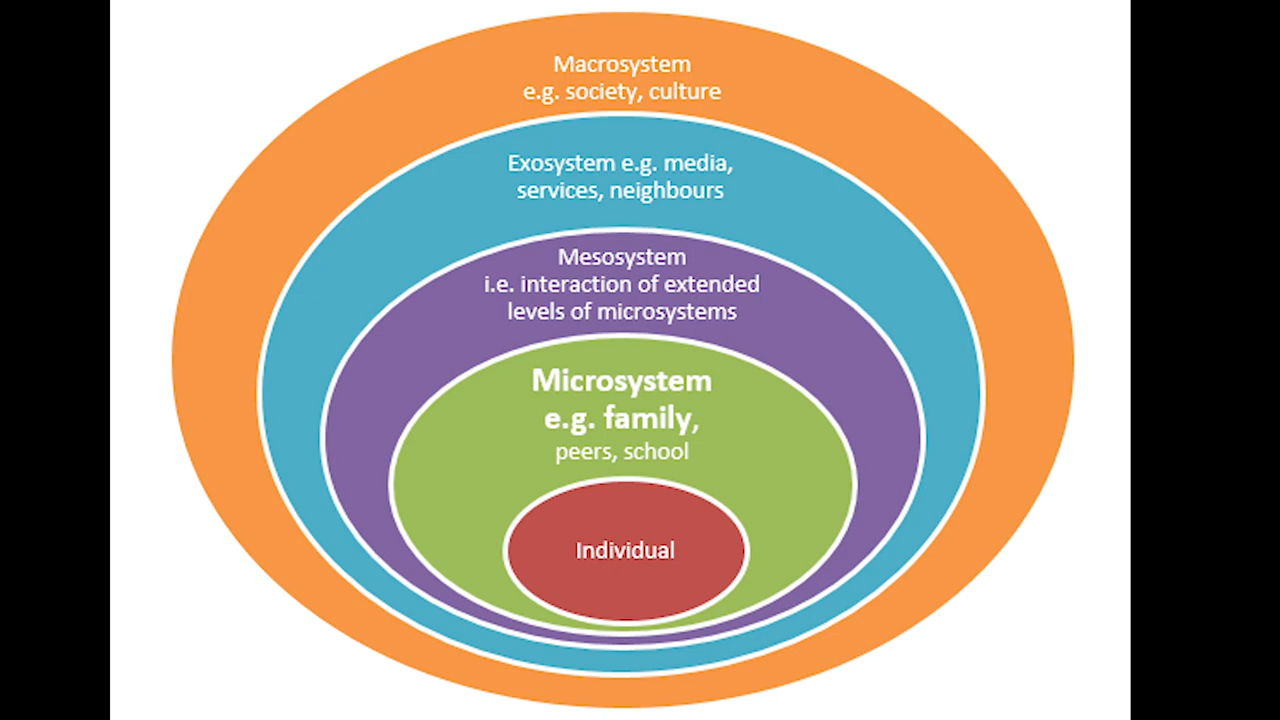 Macrosystem
e.g. society, culture
Exosystem e.g. media,
services, neighbours
Mesosystem
i.e. interaction of extended
levels of microsystems
Microsystem
e.g. family,
peers, school
Individual